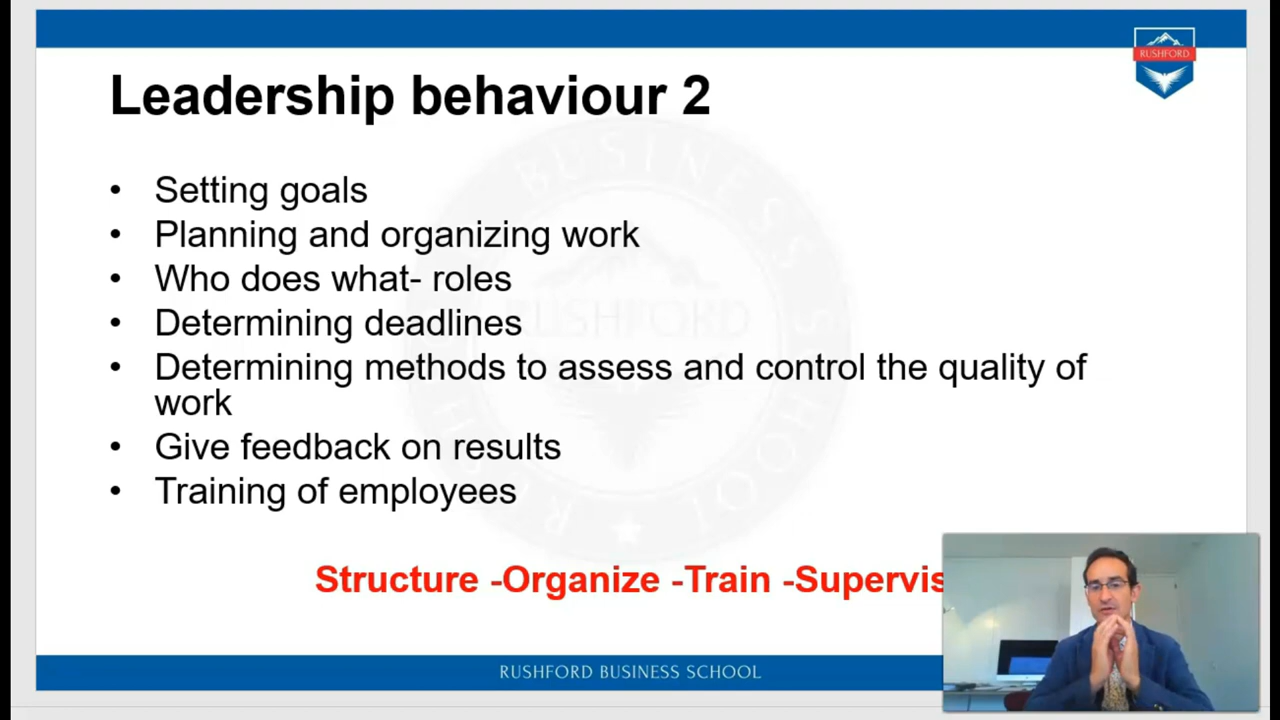 RUSHFORD
Leadership behaviour 2
• Setting goals
• Planning and organizing work
• Who does what- roles
• Determining deadlines
• Determining methods to assess and control the quality of
work
• Give feedback on results
• Training of employees
Structure -Organize -Train -Supervis
RUSHFORD BUSINESS SCHOOL